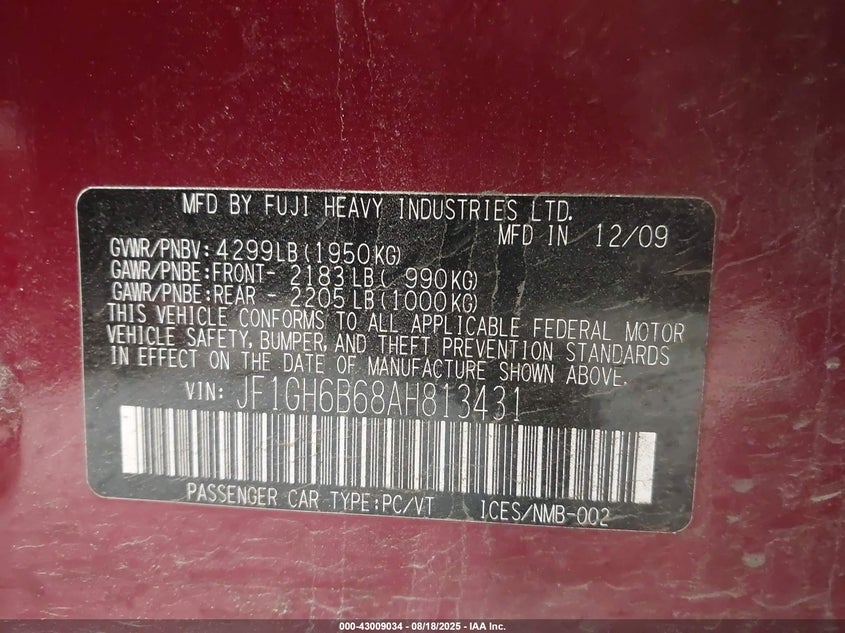 MFD BY FUJI HEAVY INDUSTRIES LTD.
MFD IN 12/09
GVWR/PNBV: 4299LB (1950KG)
GAWR/PNBE: FRONT- 2183LB ( 990KG)
GAWR/PNBE: REAR - 2205LB (1000KG)
THIS VEHICLE CONFORMS TO ALL APPLICABLE FEDERAL MOTOR
VEHICLE SAFETY, BUMPER, AND THEFT PREVENTION STANDARDS
IN EFFECT ON THE DATE OF MANUFACTURE SHOWN ABOVE.
VIN: JF1GH6B68AH813431
PASSENGER CAR TYPE:PC/VT ICES/NMB-002
000-43009034 - 08/18/2025 - IAA Inc.